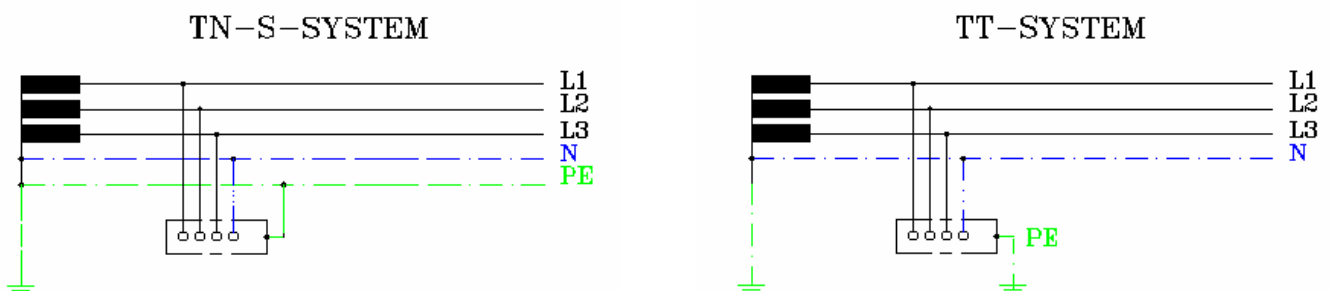 TN-S-SYSTEM
L1
L2
L3
N
PE
TT-SYSTEM
L1
L2
L3
N
PE